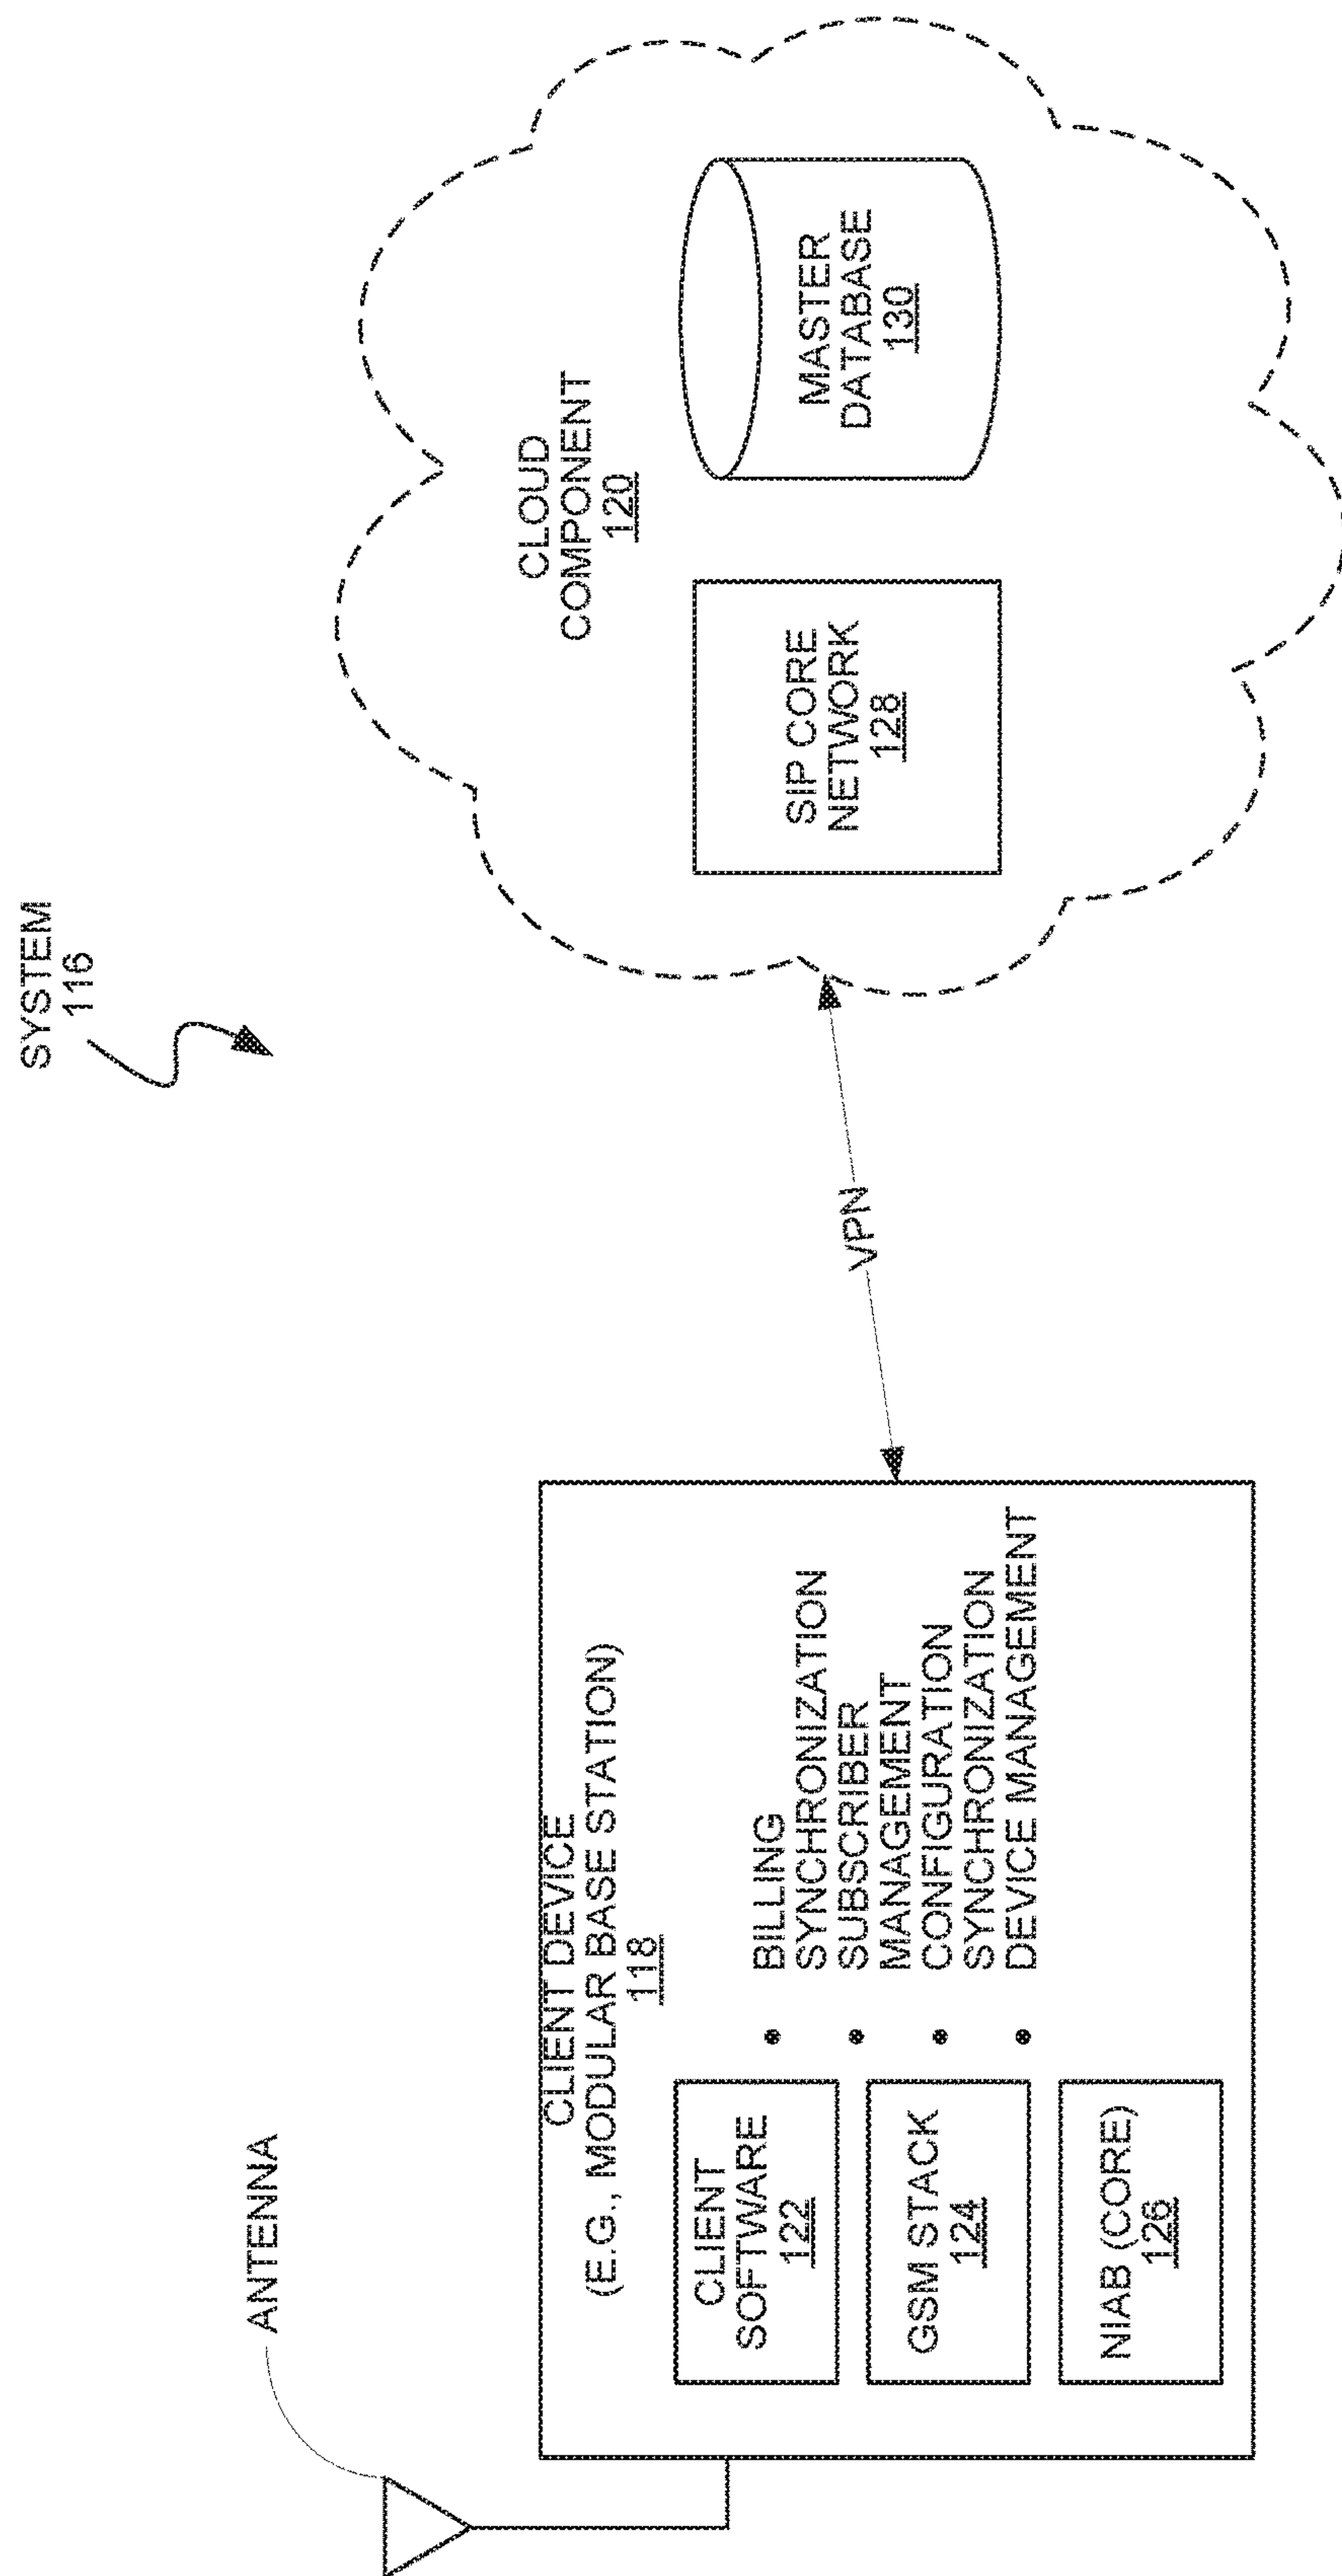 SYSTEM
116
ANTENNA
CLIENT DEVICE
(E.G., MODULAR BASE STATION)
118
CLIENT
SOFTWARE
122
GSM STACK
124
NIAB (CORE)
126
• BILLING
SYNCHRONIZATION
• SUBSCRIBER
MANAGEMENT
• CONFIGURATION
SYNCHRONIZATION
• DEVICE MANAGEMENT
VPN
CLOUD
COMPONENT
120
SIP CORE
NETWORK
128
MASTER
DATABASE
130